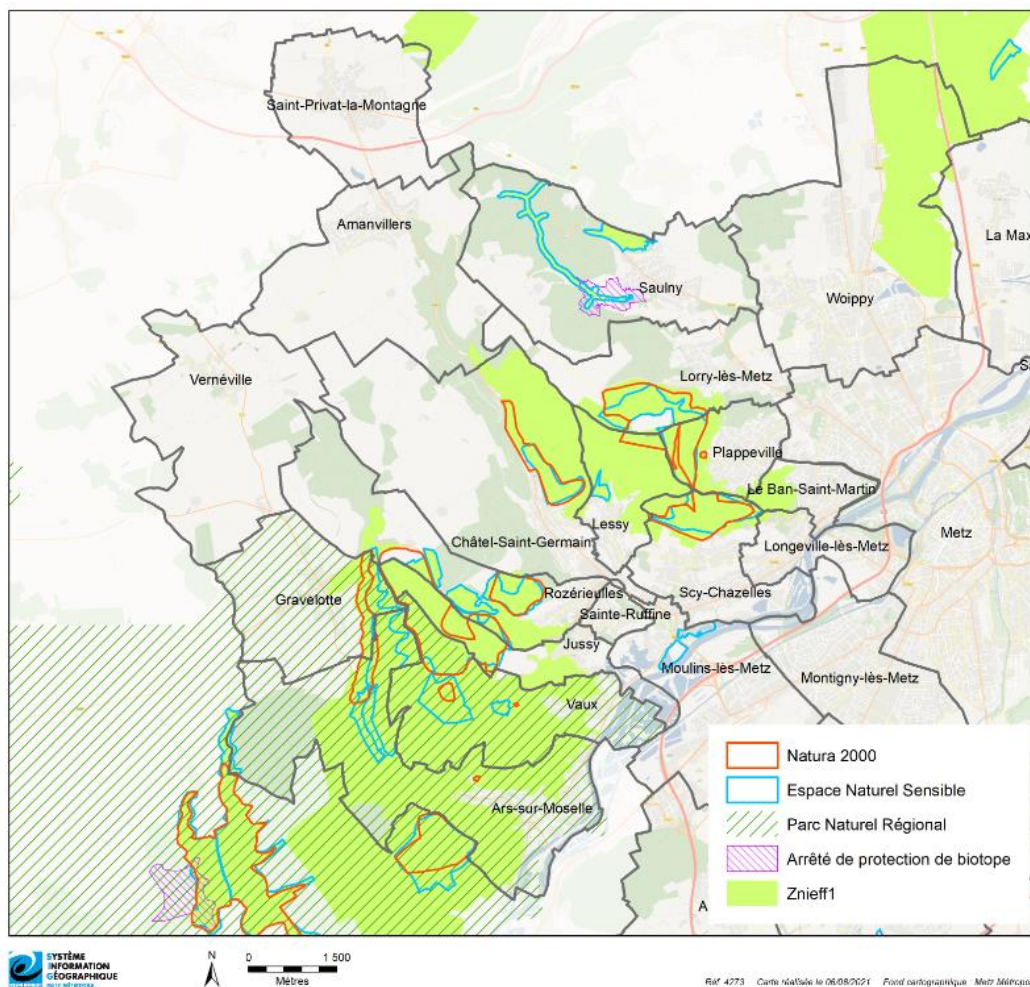 Saint-Privat-la-Montagne
Amanvillers
La Max
Saulny
Woippy
Vernéville
Lorry-lès-Metz
Plappeville
Le Ban-Saint-Martin
Lessy
Metz
Châtel-Saint-Germain
Longeville-lès-Metz
Gravelotte
Rozérieulles
Scy-Chazelles
Sainte-Ruffine
Jussy
Moulins-lès-Metz
Montigny-lès-Metz
Vaux
Ars-sur-Moselle
Natura 2000
Espace Naturel Sensible
Parc Naturel Régional
Arrêté de protection de biotope
Znieff1
A
SYSTÈME
INFORMATION
GÉOGRAPHIQUE
METZ MÉTROPOLE
N
0 1 500
Mètres
Réf 4273 Carte réalisée le 06/08/2021 Fond cartographique : Metz Métropo